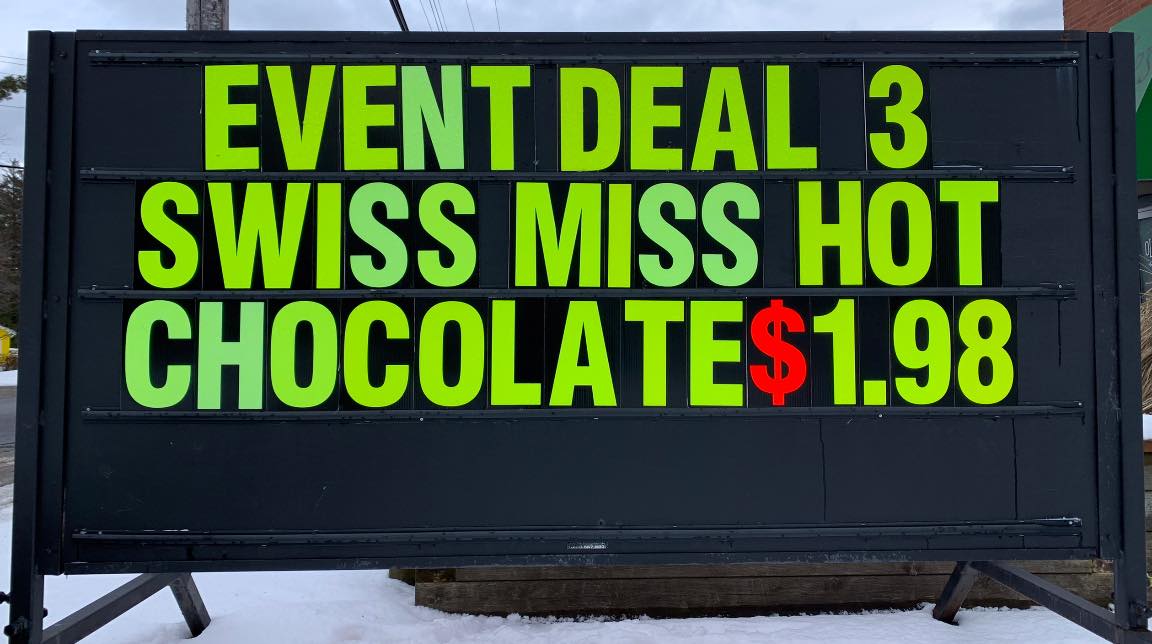 EVENT DEAL 3
SWISS MISS HOT
CHOCOLATE $1.98